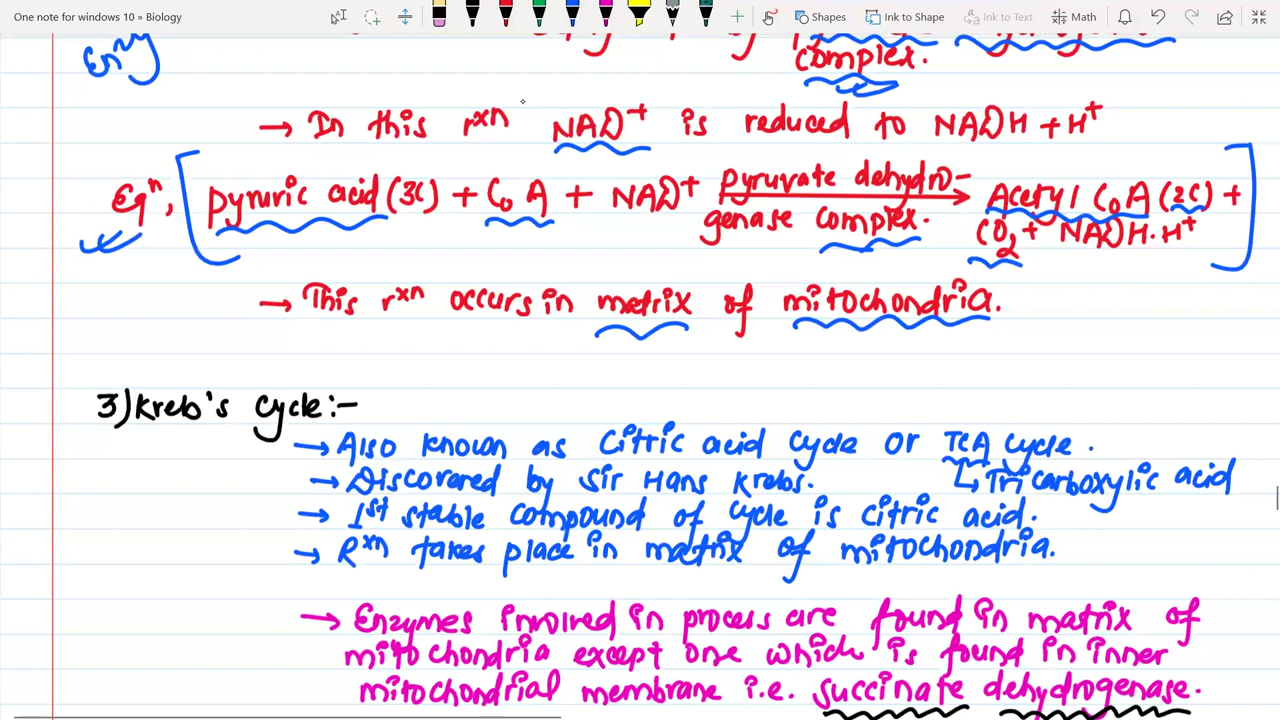 One note for windows 10 » Biology
Shapes Ink to Shape Ink to Text Math
Enzy
complex.
→ In this rxn NAD+ is reduced to NADH + H+
Eqn, [pyruvic acid (3C) + CoA + NAD+ pyruvate dehydro-genase complex. → Acetyl CoA (2C) +
CO2 + NADH.H+]
→ This rxn occurs in matrix of mitochondria.
3) Kreb's cycle:-
→ Also known as Citric acid cycle or TCA cycle.
→ Discovered by Sir Hans Krebs. ↳ Tricarboxylic acid
→ 1st stable compound of cycle is citric acid.
→ Rxn takes place in matrix of mitochondria.
→ Enzymes involved in process are found in matrix of
mitochondria except one which is found in inner
mitochondrial membrane i.e. succinate dehydrogenase.